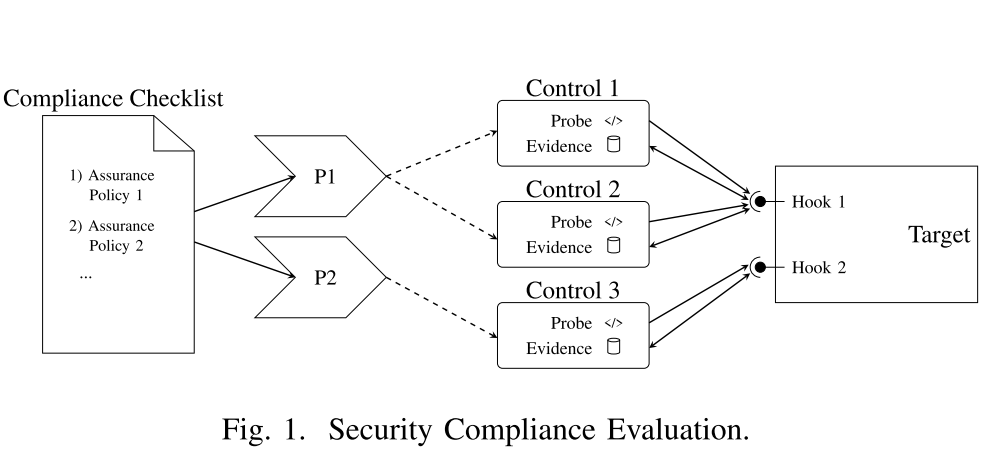 Compliance Checklist
1) Assurance
Policy 1
2) Assurance
Policy 2
...
P1
P2
Control 1
Probe </>
Evidence
Control 2
Probe </>
Evidence
Control 3
Probe </>
Evidence
Hook 1
Target
Hook 2
Fig. 1. Security Compliance Evaluation.